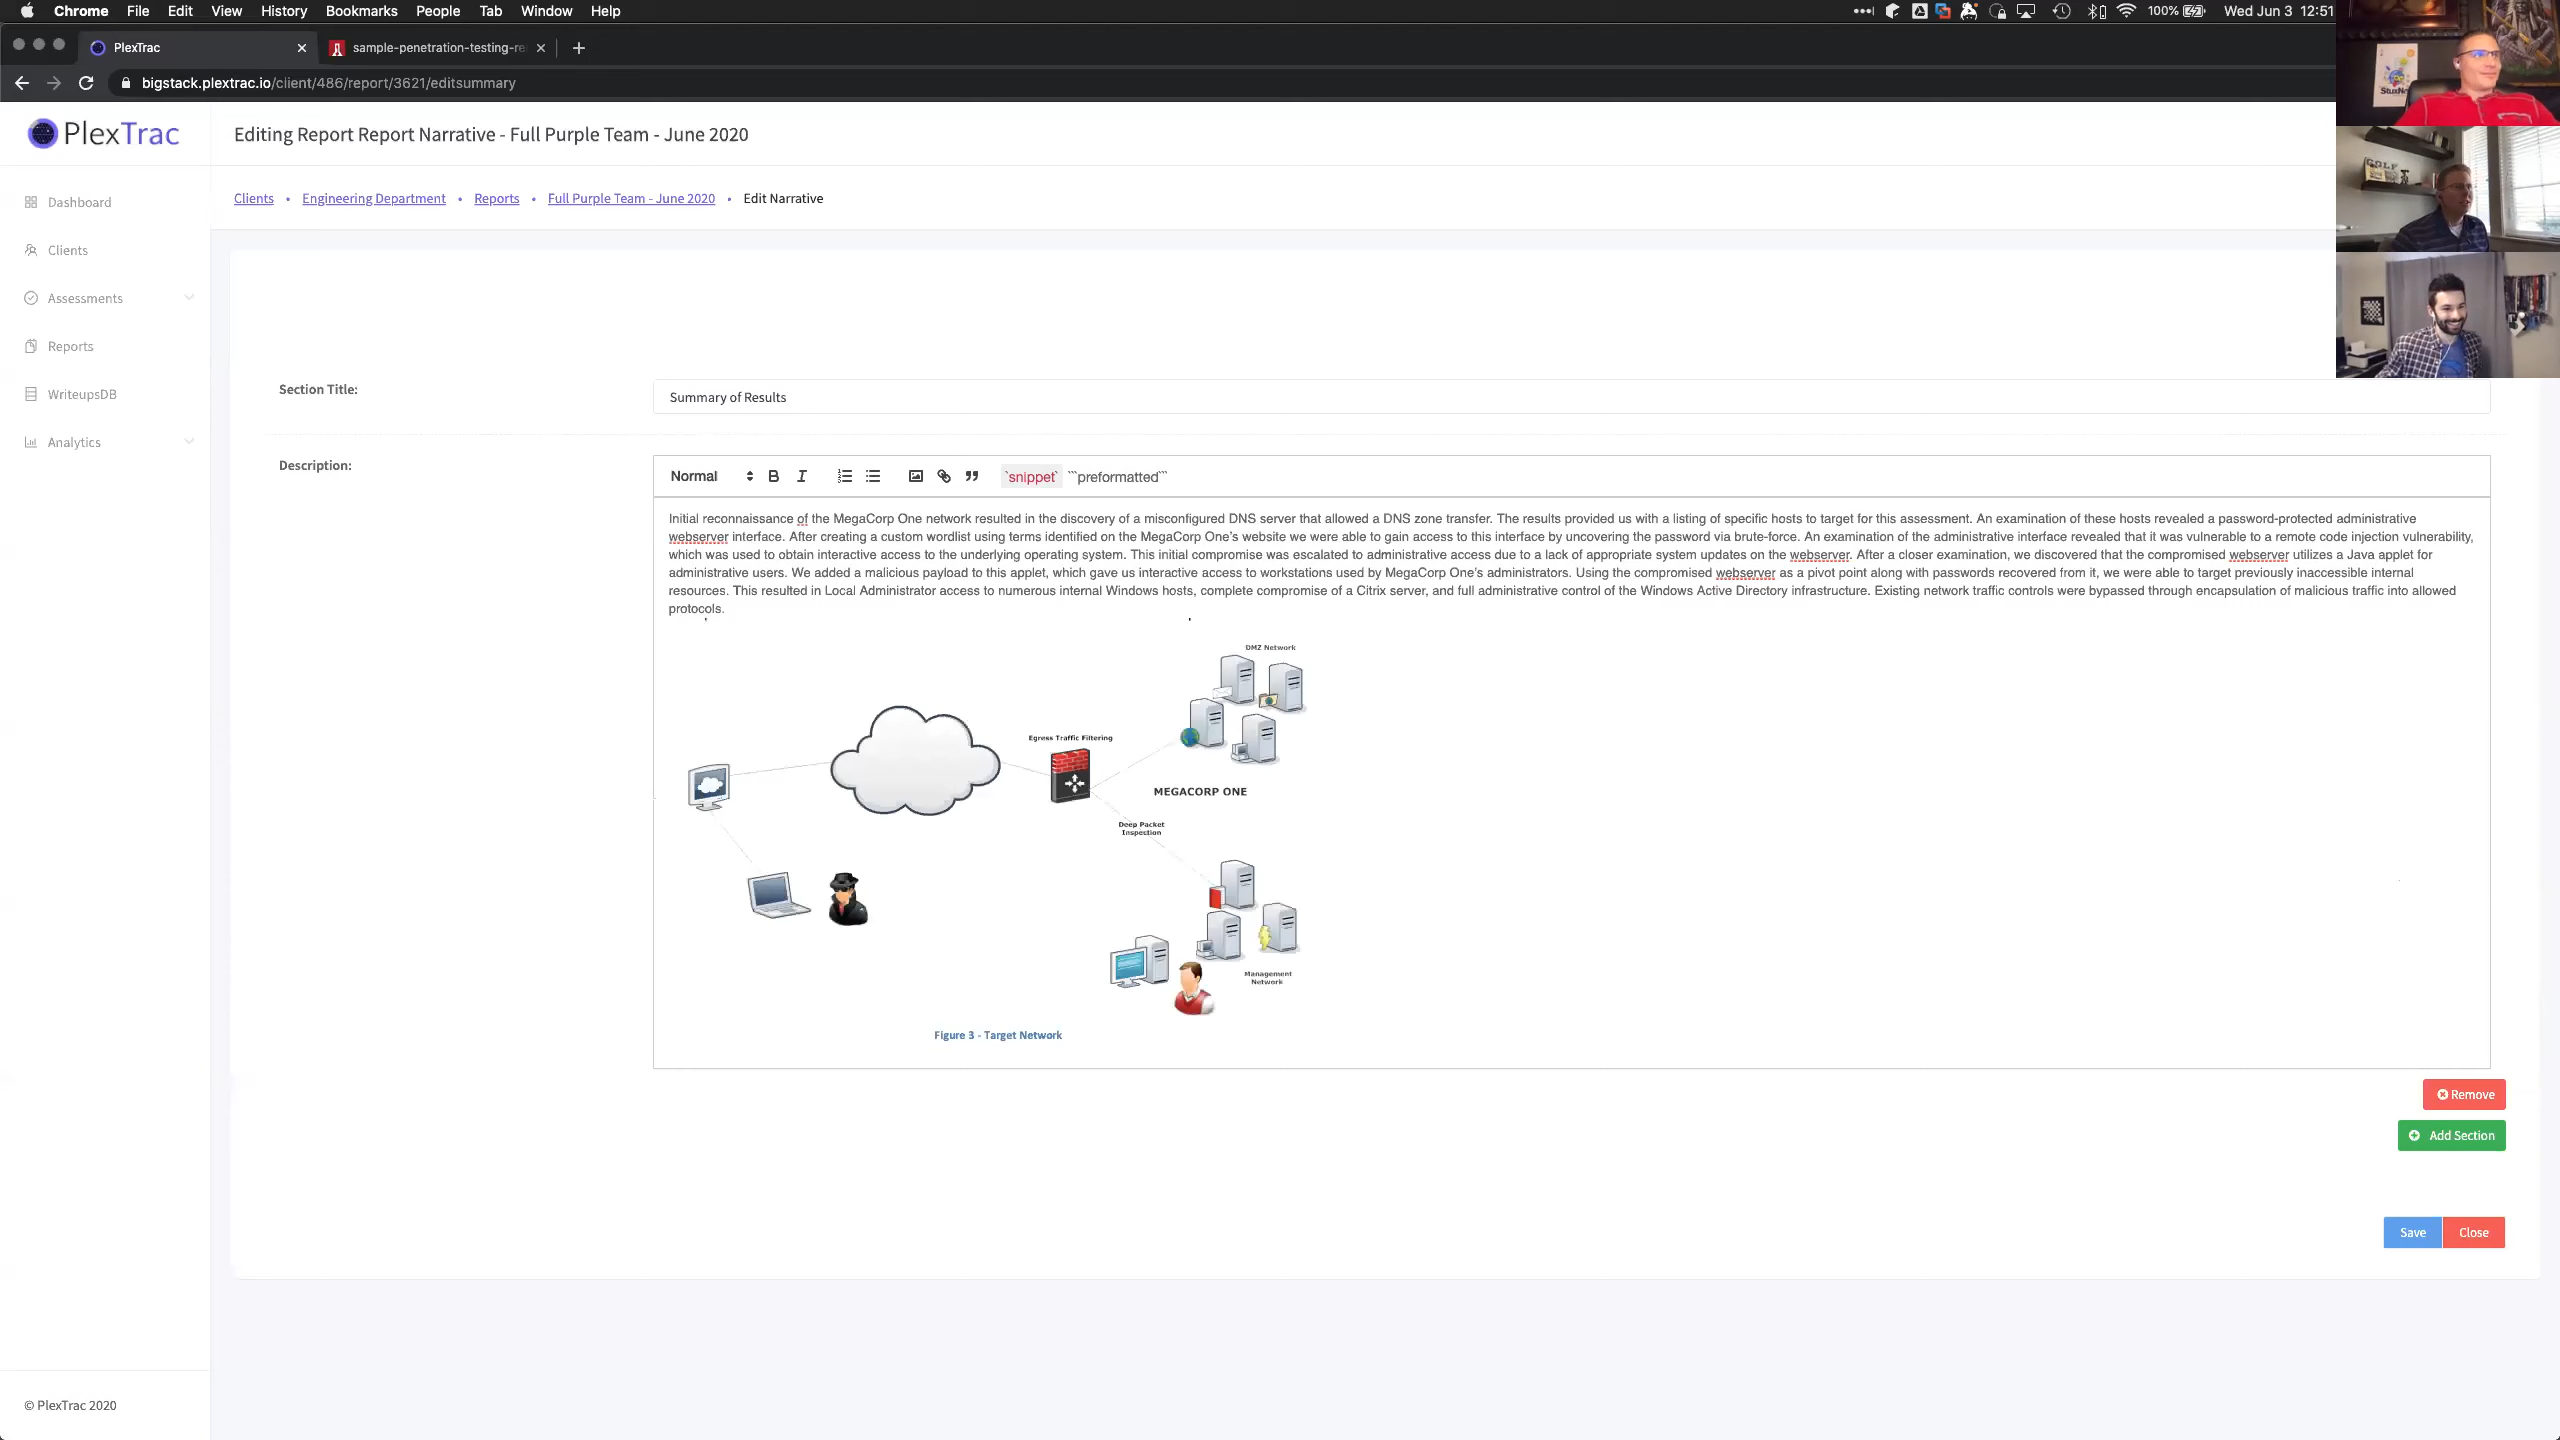 Chrome File Edit View History Bookmarks People Tab Window Help
100% Wed Jun 3 12:51
PlexTrac
sample-penetration-testing-re
bigstack.plextrac.io/client/486/report/3621/editsummary
PlexTrac
Editing Report Report Narrative - Full Purple Team - June 2020
Clients • Engineering Department • Reports • Full Purple Team - June 2020 • Edit Narrative
Dashboard
Clients
Assessments
Reports
WriteupsDB
Analytics
Section Title:
Summary of Results
Description:
Normal B I `snippet` ```preformatted```
Initial reconnaissance of the MegaCorp One network resulted in the discovery of a misconfigured DNS server that allowed a DNS zone transfer. The results provided us with a listing of specific hosts to target for this assessment. An examination of these hosts revealed a password-protected administrative
webserver interface. After creating a custom wordlist using terms identified on the MegaCorp One's website we were able to gain access to this interface by uncovering the password via brute-force. An examination of the administrative interface revealed that it was vulnerable to a remote code injection vulnerability,
which was used to obtain interactive access to the underlying operating system. This initial compromise was escalated to administrative access due to a lack of appropriate system updates on the webserver. After a closer examination, we discovered that the compromised webserver utilizes a Java applet for
administrative users. We added a malicious payload to this applet, which gave us interactive access to workstations used by MegaCorp One's administrators. Using the compromised webserver as a pivot point along with passwords recovered from it, we were able to target previously inaccessible internal
resources. This resulted in Local Administrator access to numerous internal Windows hosts, complete compromise of a Citrix server, and full administrative control of the Windows Active Directory infrastructure. Existing network traffic controls were bypassed through encapsulation of malicious traffic into allowed
protocols.
DMZ Network
Egress Traffic Filtering
MEGACORP ONE
Deep Packet
Inspection
Management
Network
Figure 3 - Target Network
Remove
Add Section
Save
Close
© PlexTrac 2020